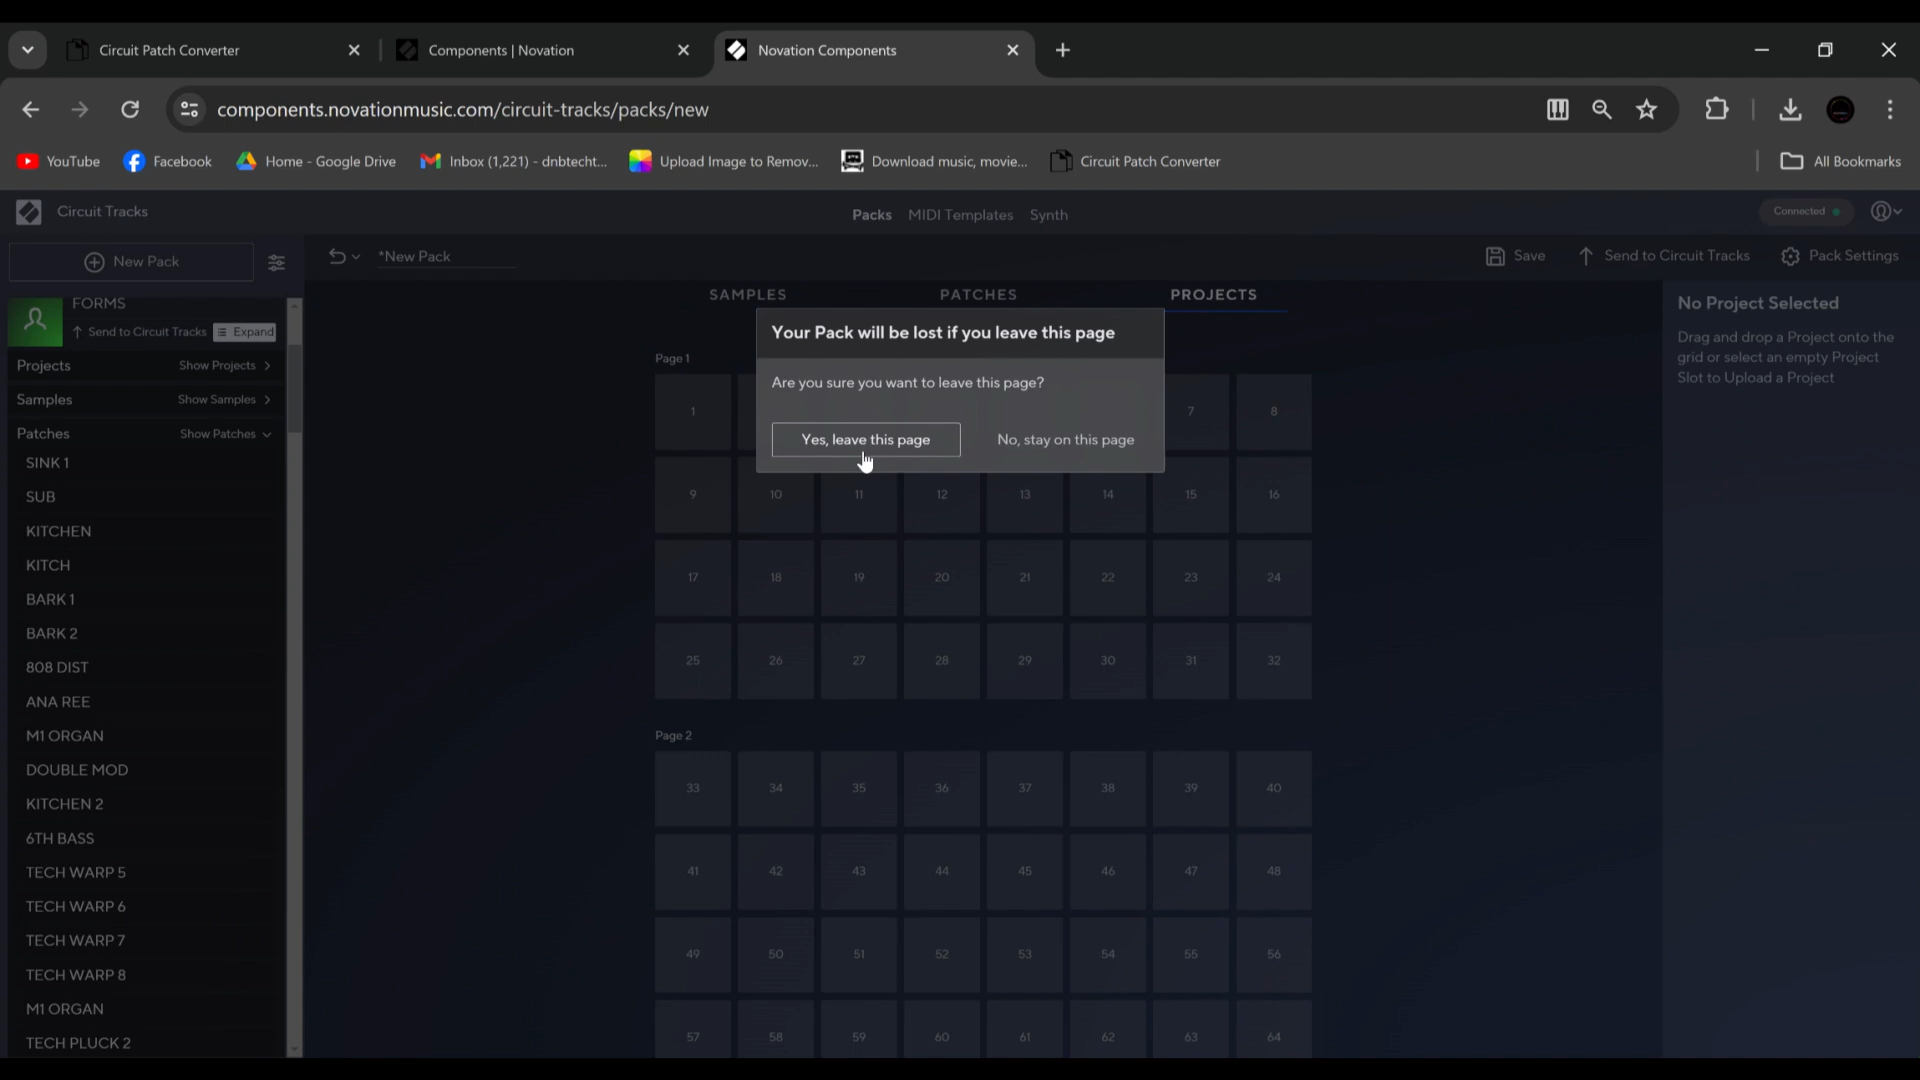 Circuit Patch Converter
Components | Novation
Novation Components
components.novationmusic.com/circuit-tracks/packs/new
YouTube
Facebook
Home - Google Drive
Inbox (1,221) - dnbtecht...
Upload Image to Remov...
Download music, movie...
Circuit Patch Converter
All Bookmarks
Circuit Tracks
Packs
MIDI Templates
Synth
Connected
New Pack
*New Pack
Save
Send to Circuit Tracks
Pack Settings
FORMS
Send to Circuit Tracks
Expand
Projects
Show Projects
Samples
Show Samples
Patches
Show Patches
SINK 1
SUB
KITCHEN
KITCH
BARK 1
BARK 2
808 DIST
ANA REE
M1 ORGAN
DOUBLE MOD
KITCHEN 2
6TH BASS
TECH WARP 5
TECH WARP 6
TECH WARP 7
TECH WARP 8
M1 ORGAN
TECH PLUCK 2
SAMPLES
PATCHES
PROJECTS
Your Pack will be lost if you leave this page
Are you sure you want to leave this page?
Yes, leave this page
No, stay on this page
Page 1
1 7 8
9 10 11 12 13 14 15 16
17 18 19 20 21 22 23 24
25 26 27 28 29 30 31 32
Page 2
33 34 35 36 37 38 39 40
41 42 43 44 45 46 47 48
49 50 51 52 53 54 55 56
57 58 59 60 61 62 63 64
No Project Selected
Drag and drop a Project onto the
grid or select an empty Project
Slot to Upload a Project